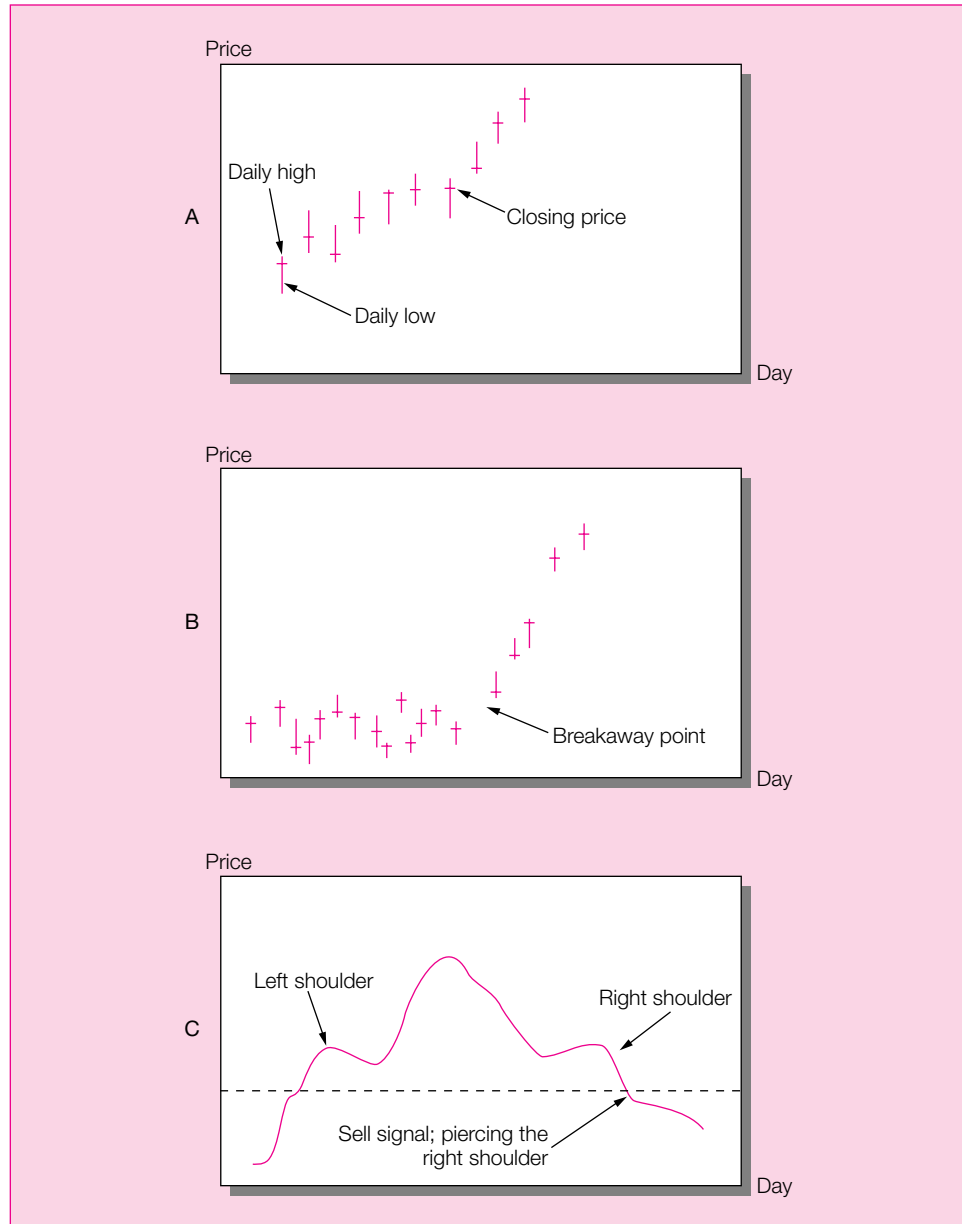 Price
Daily high
A
Closing price
Daily low
Day
Price
B
Breakaway point
Day
Price
Left shoulder
Right shoulder
C
Sell signal; piercing the
right shoulder
Day